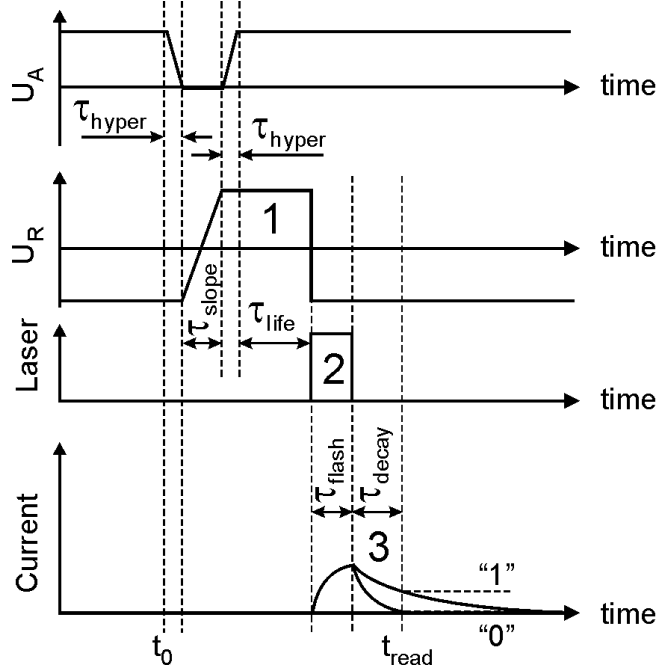 U_A
time
τ_hyper
τ_hyper
U_R
1
time
τ_slope
τ_life
Laser
2
time
τ_flash
τ_decay
Current
3
“1”
time
“0”
t_0
t_read